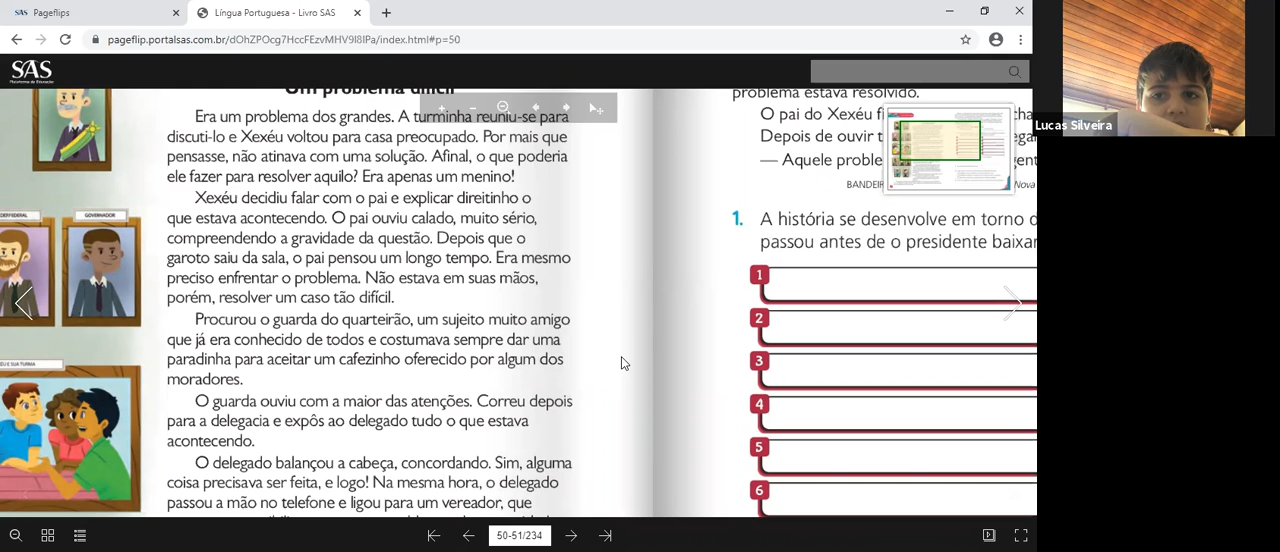 SAS Pageflips
Língua Portuguesa - Livro SAS
pageflip.portalsas.com.br/dOhZPOcg7HccFEzvMHV9I8IPa/index.html#p=50
SAS
Plataforma de Educação
Um problema difícil
Era um problema dos grandes. A turminha reuniu-se para
discuti-lo e Xexéu voltou para casa preocupado. Por mais que
pensasse, não atinava com uma solução. Afinal, o que poderia
ele fazer para resolver aquilo? Era apenas um menino!
Xexéu decidiu falar com o pai e explicar direitinho o
que estava acontecendo. O pai ouviu calado, muito sério,
compreendendo a gravidade da questão. Depois que o
garoto saiu da sala, o pai pensou um longo tempo. Era mesmo
preciso enfrentar o problema. Não estava em suas mãos,
porém, resolver um caso tão difícil.
Procurou o guarda do quarteirão, um sujeito muito amigo
que já era conhecido de todos e costumava sempre dar uma
paradinha para aceitar um cafezinho oferecido por algum dos
moradores.
O guarda ouviu com a maior das atenções. Correu depois
para a delegacia e expôs ao delegado tudo o que estava
acontecendo.
O delegado balançou a cabeça, concordando. Sim, alguma
coisa precisava ser feita, e logo! Na mesma hora, o delegado
passou a mão no telefone e ligou para um vereador, que
GOVERNADOR
problema estava resolvido.
O pai do Xexéu
Depois de ouvir
— Aquele proble
BANDEIR
Nova
1. A história se desenvolve em torno d
passou antes de o presidente baixar
1
2
3
4
5
6
50-51/234
Lucas Silveira